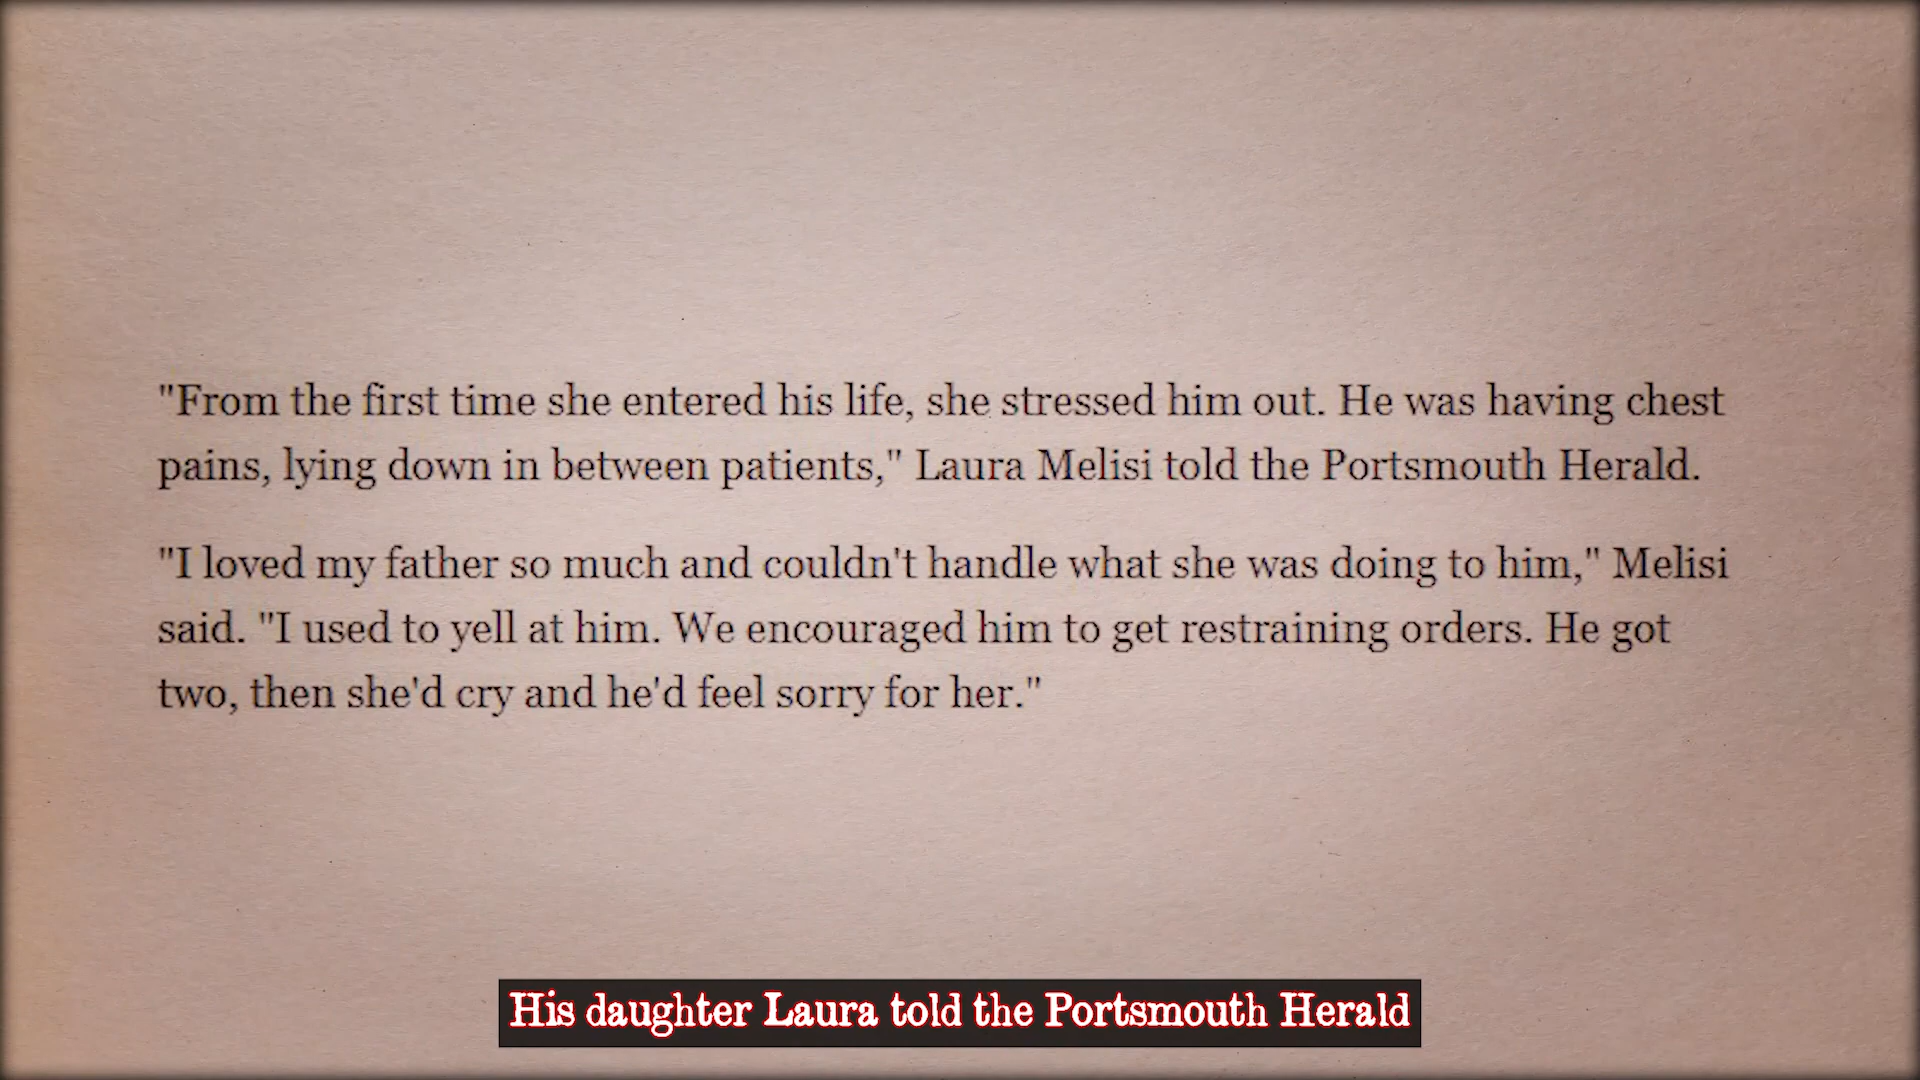 "From the first time she entered his life, she stressed him out. He was having chest
pains, lying down in between patients," Laura Melisi told the Portsmouth Herald.
"I loved my father so much and couldn't handle what she was doing to him," Melisi
said. "I used to yell at him. We encouraged him to get restraining orders. He got
two, then she'd cry and he'd feel sorry for her."
His daughter Laura told the Portsmouth Herald